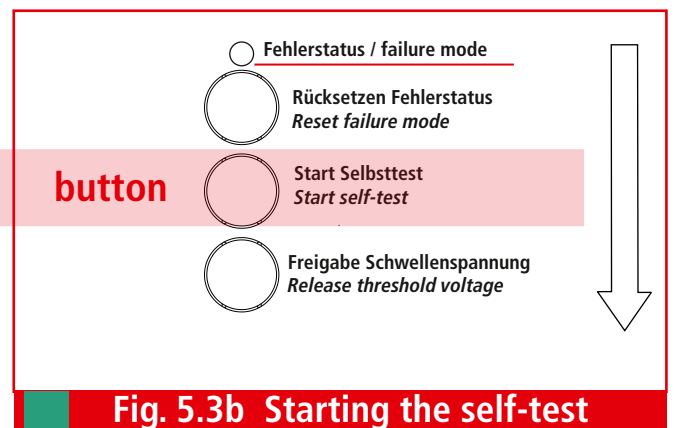 Fehlerstatus / failure mode
Rücksetzen Fehlerstatus
Reset failure mode
button
Start Selbsttest
Start self-test
Freigabe Schwellenspannung
Release threshold voltage
Fig. 5.3b Starting the self-test